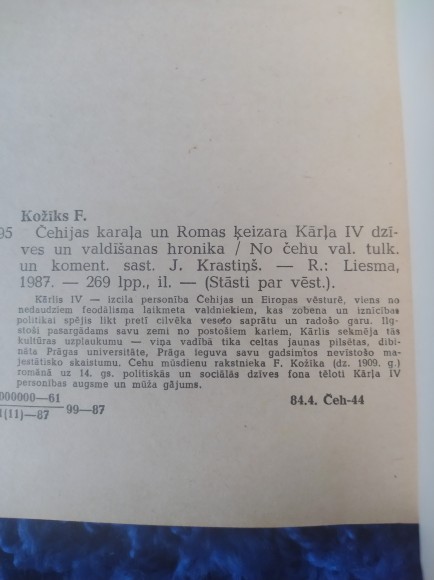 Kožīks F.
95 Čehijas karaļa un Romas ķeizara Kārļa IV dzī-
ves un valdīšanas hronika / No čehu val. tulk.
un koment. sast. J. Krastiņš. — R.: Liesma,
1987. — 269 lpp., il. — (Stāsti par vēst.).
Kārlis IV — izcila personība Čehijas un Eiropas vēsturē, viens no
nedaudziem feodālisma laikmeta valdniekiem, kas zobena un iznīcības
politikai spējis likt pretī cilvēka veselo saprātu un radošo garu. Ilg-
stoši pasargādams savu zemi no postošiem kariem, Kārlis sekmēja tās
kultūras uzplaukumu — viņa vadībā tika celtas jaunas pilsētas, dibi-
nāta Prāgas universitāte, Prāga ieguva savu gadsimtos nevīstošo ma-
jestātisko skaistumu. Čehu mūsdienu rakstnieka F. Kožīka (dz. 1909. g.)
romānā uz 14. gs. politiskās un sociālās dzīves fona tēloti Kārļa IV
personības augsme un mūža gājums.
000000—61
1(11)—87 99—87 84.4. Čeh-44